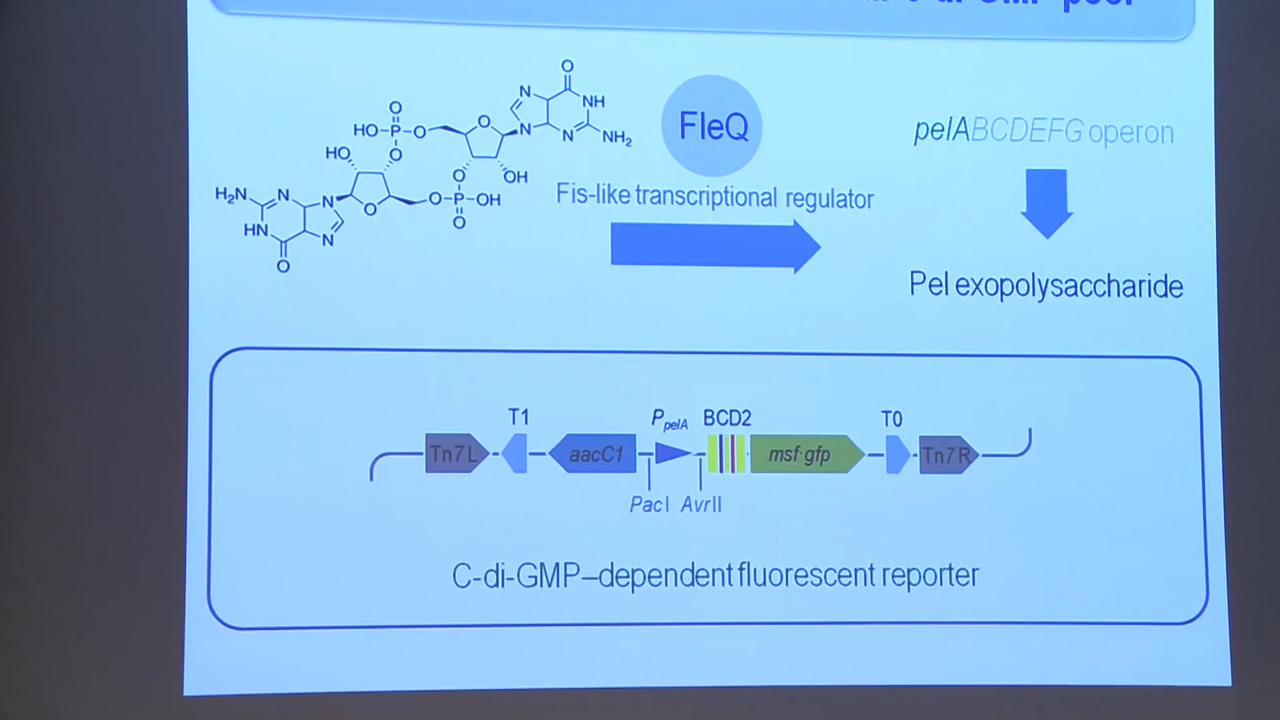 FleQ
Fis-like transcriptional regulator
pelABCDEFG operon
Pel exopolysaccharide
O
N
NH
N
N
NH₂
O
HO-P-O
O
HO
O
O
OH
O-P-OH
O
O
H₂N
N
N
HN
N
O
T1
PpelA
BCD2
T0
Tn7L
aacC1
msf·gfp
Tn7R
PacI
AvrII
C-di-GMP–dependent fluorescent reporter